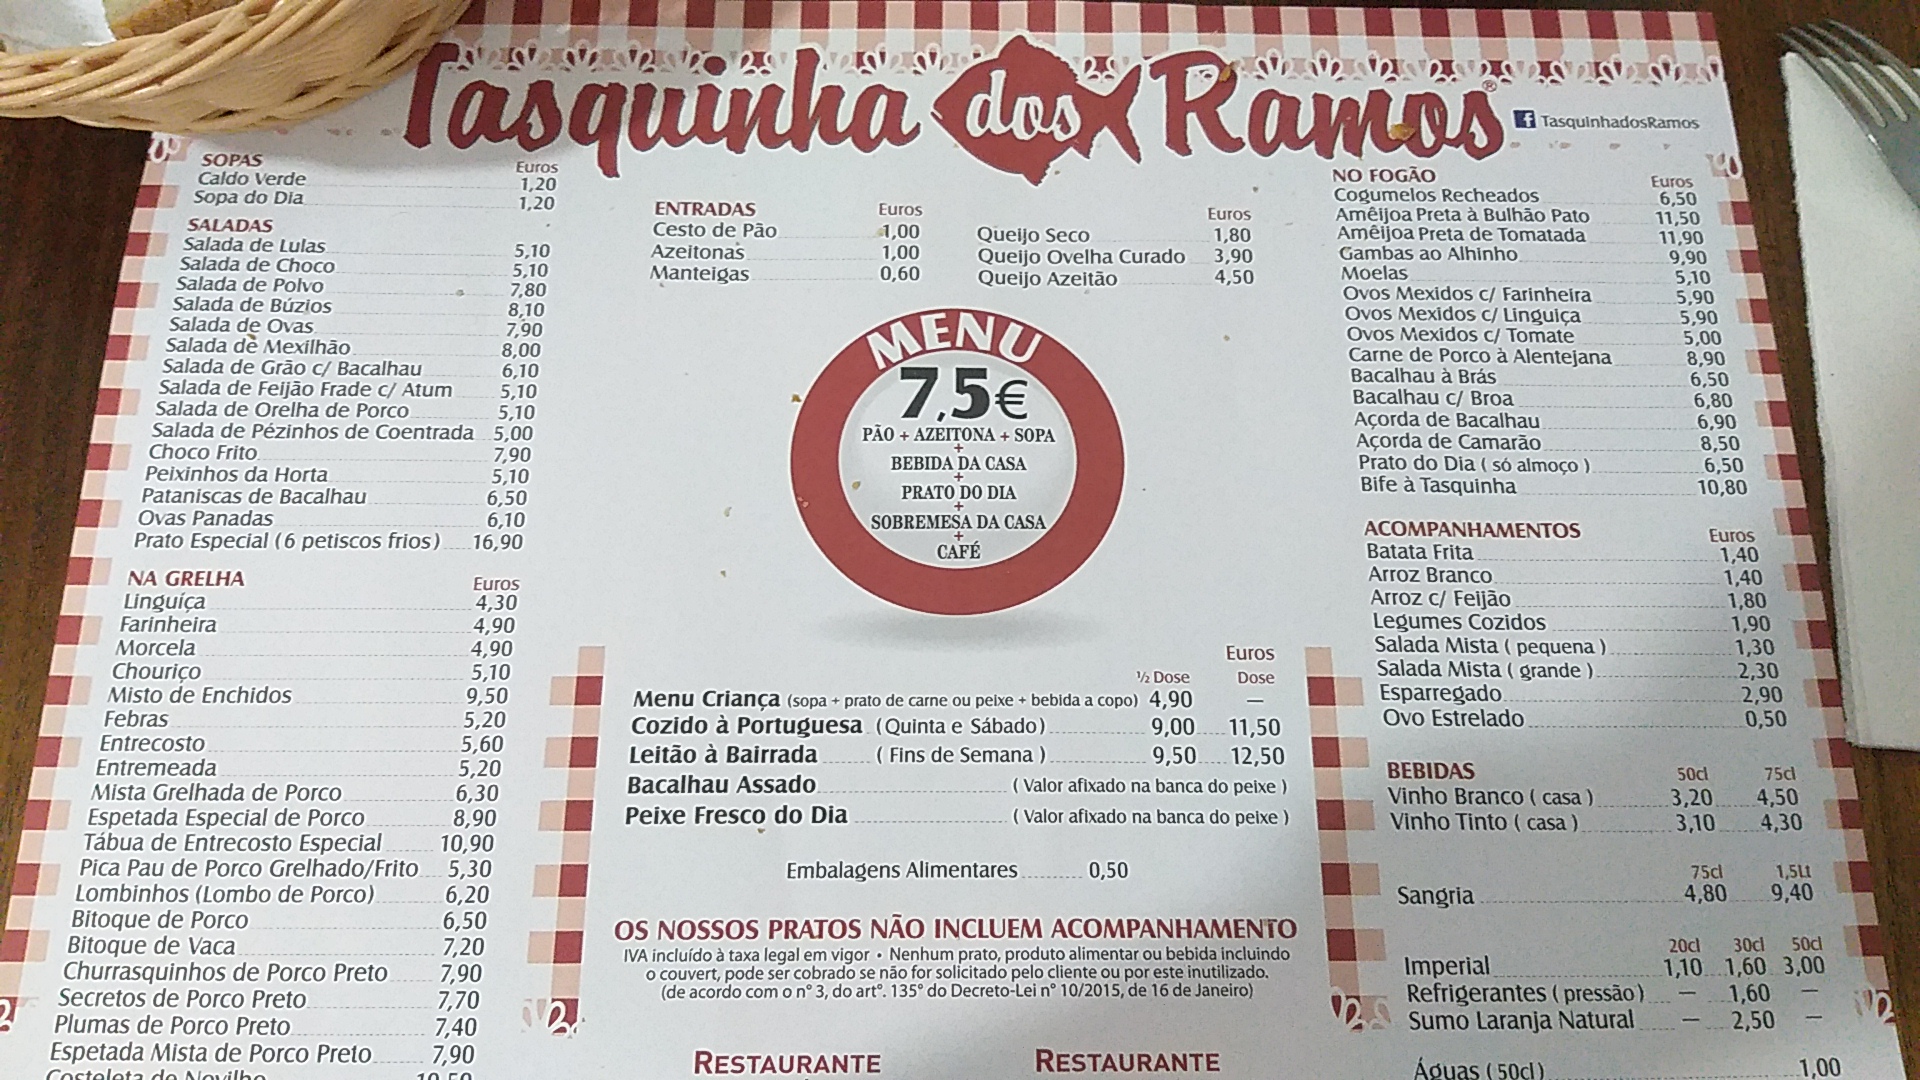 Tasquinha dos Ramos®
f TasquinhadosRamos
SOPAS Euros
Caldo Verde 1,20
Sopa do Dia 1,20
SALADAS
Salada de Lulas 5,10
Salada de Choco 5,10
Salada de Polvo 7,80
Salada de Búzios 8,10
Salada de Ovas 7,90
Salada de Mexilhão 8,00
Salada de Grão c/ Bacalhau 6,10
Salada de Feijão Frade c/ Atum 5,10
Salada de Orelha de Porco 5,10
Salada de Pézinhos de Coentrada 5,00
Choco Frito 7,90
Peixinhos da Horta 5,10
Pataniscas de Bacalhau 6,50
Ovas Panadas 6,10
Prato Especial (6 petiscos frios) 16,90
NA GRELHA Euros
Linguíça 4,30
Farinheira 4,90
Morcela 4,90
Chouriço 5,10
Misto de Enchidos 9,50
Febras 5,20
Entrecosto 5,60
Entremeada 5,20
Mista Grelhada de Porco 6,30
Espetada Especial de Porco 8,90
Tábua de Entrecosto Especial 10,90
Pica Pau de Porco Grelhado/Frito 5,30
Lombinhos (Lombo de Porco) 6,20
Bitoque de Porco 6,50
Bitoque de Vaca 7,20
Churrasquinhos de Porco Preto 7,90
Secretos de Porco Preto 7,70
Plumas de Porco Preto 7,40
Espetada Mista de Porco Preto 7,90
Costeleta de Novilho 10,50
ENTRADAS Euros
Cesto de Pão 1,00
Azeitonas 1,00
Manteigas 0,60
Euros
Queijo Seco 1,80
Queijo Ovelha Curado 3,90
Queijo Azeitão 4,50
MENU
7,5€
PÃO + AZEITONA + SOPA
+
BEBIDA DA CASA
+
PRATO DO DIA
+
SOBREMESA DA CASA
+
CAFÉ
Euros
½ Dose Dose
Menu Criança (sopa + prato de carne ou peixe + bebida a copo) 4,90 —
Cozido à Portuguesa (Quinta e Sábado) 9,00 11,50
Leitão à Bairrada ( Fins de Semana ) 9,50 12,50
Bacalhau Assado ( Valor afixado na banca do peixe )
Peixe Fresco do Dia ( Valor afixado na banca do peixe )
Embalagens Alimentares 0,50
OS NOSSOS PRATOS NÃO INCLUEM ACOMPANHAMENTO
IVA incluído à taxa legal em vigor • Nenhum prato, produto alimentar ou bebida incluindo
o couvert, pode ser cobrado se não for solicitado pelo cliente ou por este inutilizado.
(de acordo com o nº 3, do artº. 135º do Decreto-Lei nº 10/2015, de 16 de Janeiro)
RESTAURANTE RESTAURANTE
NO FOGÃO Euros
Cogumelos Recheados 6,50
Amêijoa Preta à Bulhão Pato 11,50
Amêijoa Preta de Tomatada 11,90
Gambas ao Alhinho 9,90
Moelas 5,10
Ovos Mexidos c/ Farinheira 5,90
Ovos Mexidos c/ Linguiça 5,90
Ovos Mexidos c/ Tomate 5,00
Carne de Porco à Alentejana 8,90
Bacalhau à Brás 6,50
Bacalhau c/ Broa 6,80
Açorda de Bacalhau 6,90
Açorda de Camarão 8,50
Prato do Dia ( só almoço ) 6,50
Bife à Tasquinha 10,80
ACOMPANHAMENTOS Euros
Batata Frita 1,40
Arroz Branco 1,40
Arroz c/ Feijão 1,80
Legumes Cozidos 1,90
Salada Mista ( pequena ) 1,30
Salada Mista ( grande ) 2,30
Esparregado 2,90
Ovo Estrelado 0,50
BEBIDAS 50cl 75cl
Vinho Branco ( casa ) 3,20 4,50
Vinho Tinto ( casa ) 3,10 4,30
75cl 1,5Lt
Sangria 4,80 9,40
20cl 30cl 50cl
Imperial 1,10 1,60 3,00
Refrigerantes ( pressão ) — 1,60 —
Sumo Laranja Natural — 2,50 —
Águas ( 50cl ) 1,00